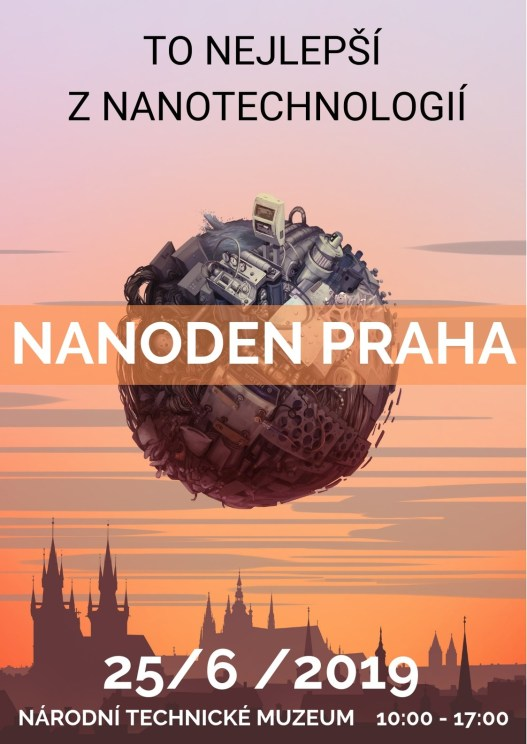 TO NEJLEPŠÍ
Z NANOTECHNOLOGIÍ
NANODEN PRAHA
25/6 /2019
NÁRODNÍ TECHNICKÉ MUZEUM 10:00 - 17:00